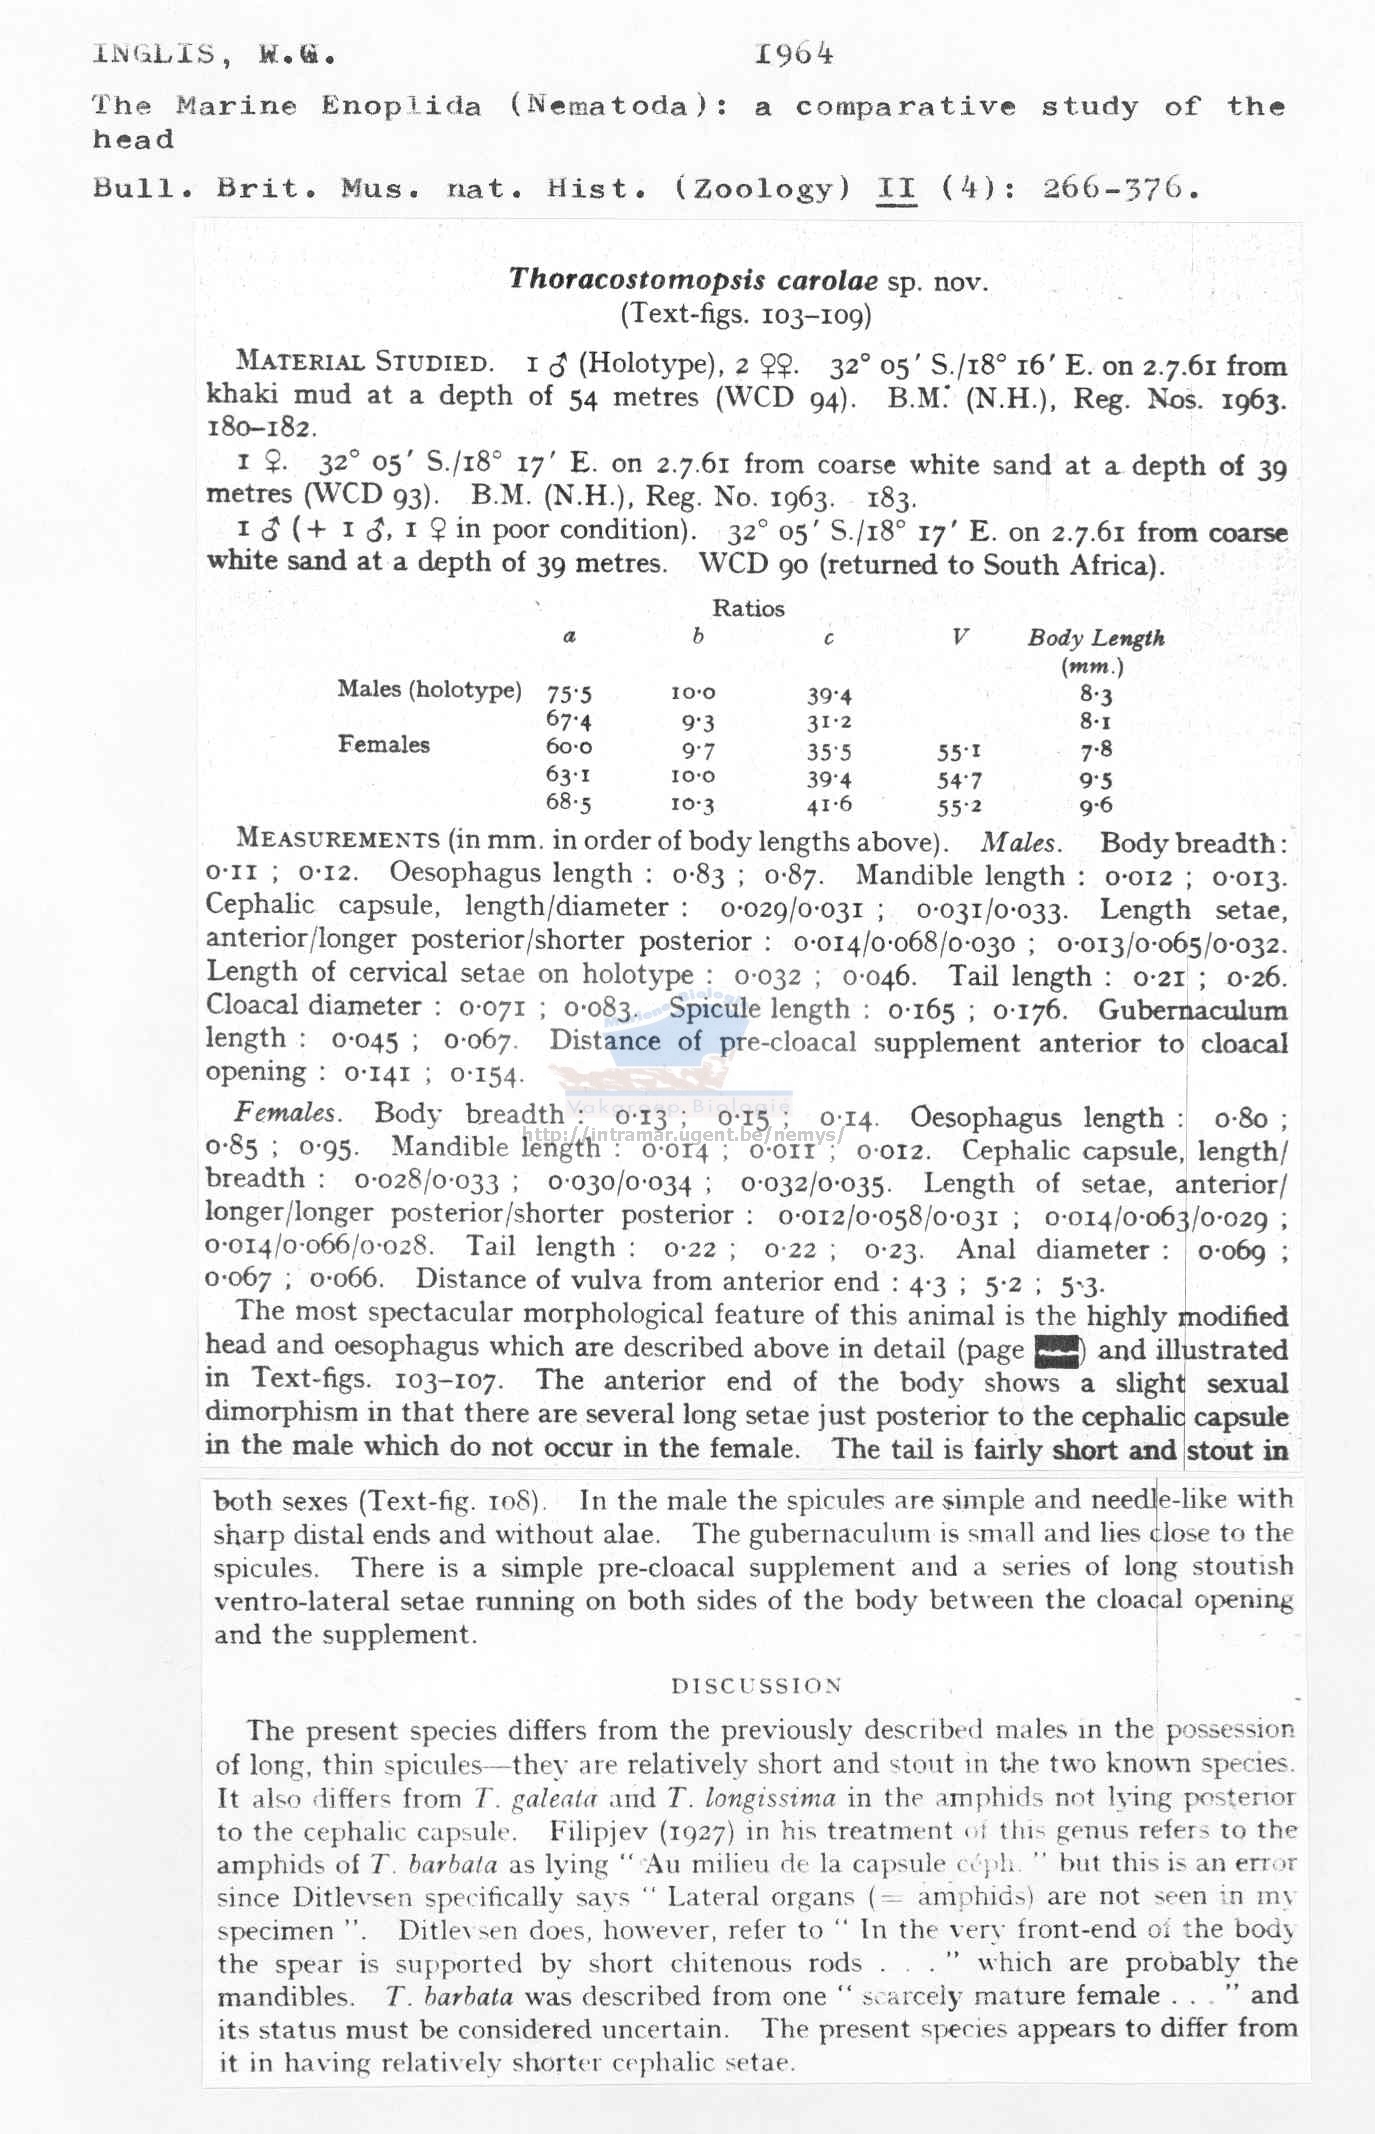 INGLIS, W.G. 1964
The Marine Enoplida (Nematoda): a comparative study of the
head
Bull. Brit. Mus. nat. Hist. (Zoology) II (4): 266-376.
Thoracostomopsis carolae sp. nov.
(Text-figs. 103–109)
MATERIAL STUDIED. 1 ♂ (Holotype), 2 ♀♀. 32° 05′ S./18° 16′ E. on 2.7.61 from
khaki mud at a depth of 54 metres (WCD 94). B.M. (N.H.), Reg. Nos. 1963.
180–182.
1 ♀. 32° 05′ S./18° 17′ E. on 2.7.61 from coarse white sand at a depth of 39
metres (WCD 93). B.M. (N.H.), Reg. No. 1963. 183.
1 ♂ (+ 1 ♂, 1 ♀ in poor condition). 32° 05′ S./18° 17′ E. on 2.7.61 from coarse
white sand at a depth of 39 metres. WCD 90 (returned to South Africa).
Ratios
a b c V Body Length
(mm.)
Males (holotype) 75·5 10·0 39·4 8·3
67·4 9·3 31·2 8·1
Females 60·0 9·7 35·5 55·1 7·8
63·1 10·0 39·4 54·7 9·5
68·5 10·3 41·6 55·2 9·6
MEASUREMENTS (in mm. in order of body lengths above). Males. Body breadth:
0·11 ; 0·12. Oesophagus length : 0·83 ; 0·87. Mandible length : 0·012 ; 0·013.
Cephalic capsule, length/diameter : 0·029/0·031 ; 0·031/0·033. Length setae,
anterior/longer posterior/shorter posterior : 0·014/0·068/0·030 ; 0·013/0·065/0·032.
Length of cervical setae on holotype : 0·032 ; 0·046. Tail length : 0·21 ; 0·26.
Cloacal diameter : 0·071 ; 0·083. Spicule length : 0·165 ; 0·176. Gubernaculum
length : 0·045 ; 0·067. Distance of pre-cloacal supplement anterior to cloacal
opening : 0·141 ; 0·154.
Females. Body breadth : 0·13 ; 0·15 ; 0·14. Oesophagus length : 0·80 ;
0·85 ; 0·95. Mandible length : 0·014 ; 0·011 ; 0·012. Cephalic capsule, length/
breadth : 0·028/0·033 ; 0·030/0·034 ; 0·032/0·035. Length of setae, anterior/
longer/longer posterior/shorter posterior : 0·012/0·058/0·031 ; 0·014/0·063/0·029 ;
0·014/0·066/0·028. Tail length : 0·22 ; 0·22 ; 0·23. Anal diameter : 0·069 ;
0·067 ; 0·066. Distance of vulva from anterior end : 4·3 ; 5·2 ; 5·3.
The most spectacular morphological feature of this animal is the highly modified
head and oesophagus which are described above in detail (page ) and illustrated
in Text-figs. 103–107. The anterior end of the body shows a slight sexual
dimorphism in that there are several long setae just posterior to the cephalic capsule
in the male which do not occur in the female. The tail is fairly short and stout in
both sexes (Text-fig. 108). In the male the spicules are simple and needle-like with
sharp distal ends and without alae. The gubernaculum is small and lies close to the
spicules. There is a simple pre-cloacal supplement and a series of long stoutish
ventro-lateral setae running on both sides of the body between the cloacal opening
and the supplement.
DISCUSSION
The present species differs from the previously described males in the possession
of long, thin spicules—they are relatively short and stout in the two known species.
It also differs from T. galeata and T. longissima in the amphids not lying posterior
to the cephalic capsule. Filipjev (1927) in his treatment of this genus refers to the
amphids of T. barbata as lying “ Au milieu de la capsule céph. ” but this is an error
since Ditlevsen specifically says “ Lateral organs (= amphids) are not seen in my
specimen ”. Ditlevsen does, however, refer to “ In the very front-end of the body
the spear is supported by short chitenous rods . . . ” which are probably the
mandibles. T. barbata was described from one “ scarcely mature female . . . ” and
its status must be considered uncertain. The present species appears to differ from
it in having relatively shorter cephalic setae.
Mariene Biologie
Vakgroep Biologie
http://intramar.ugent.be/nemys/